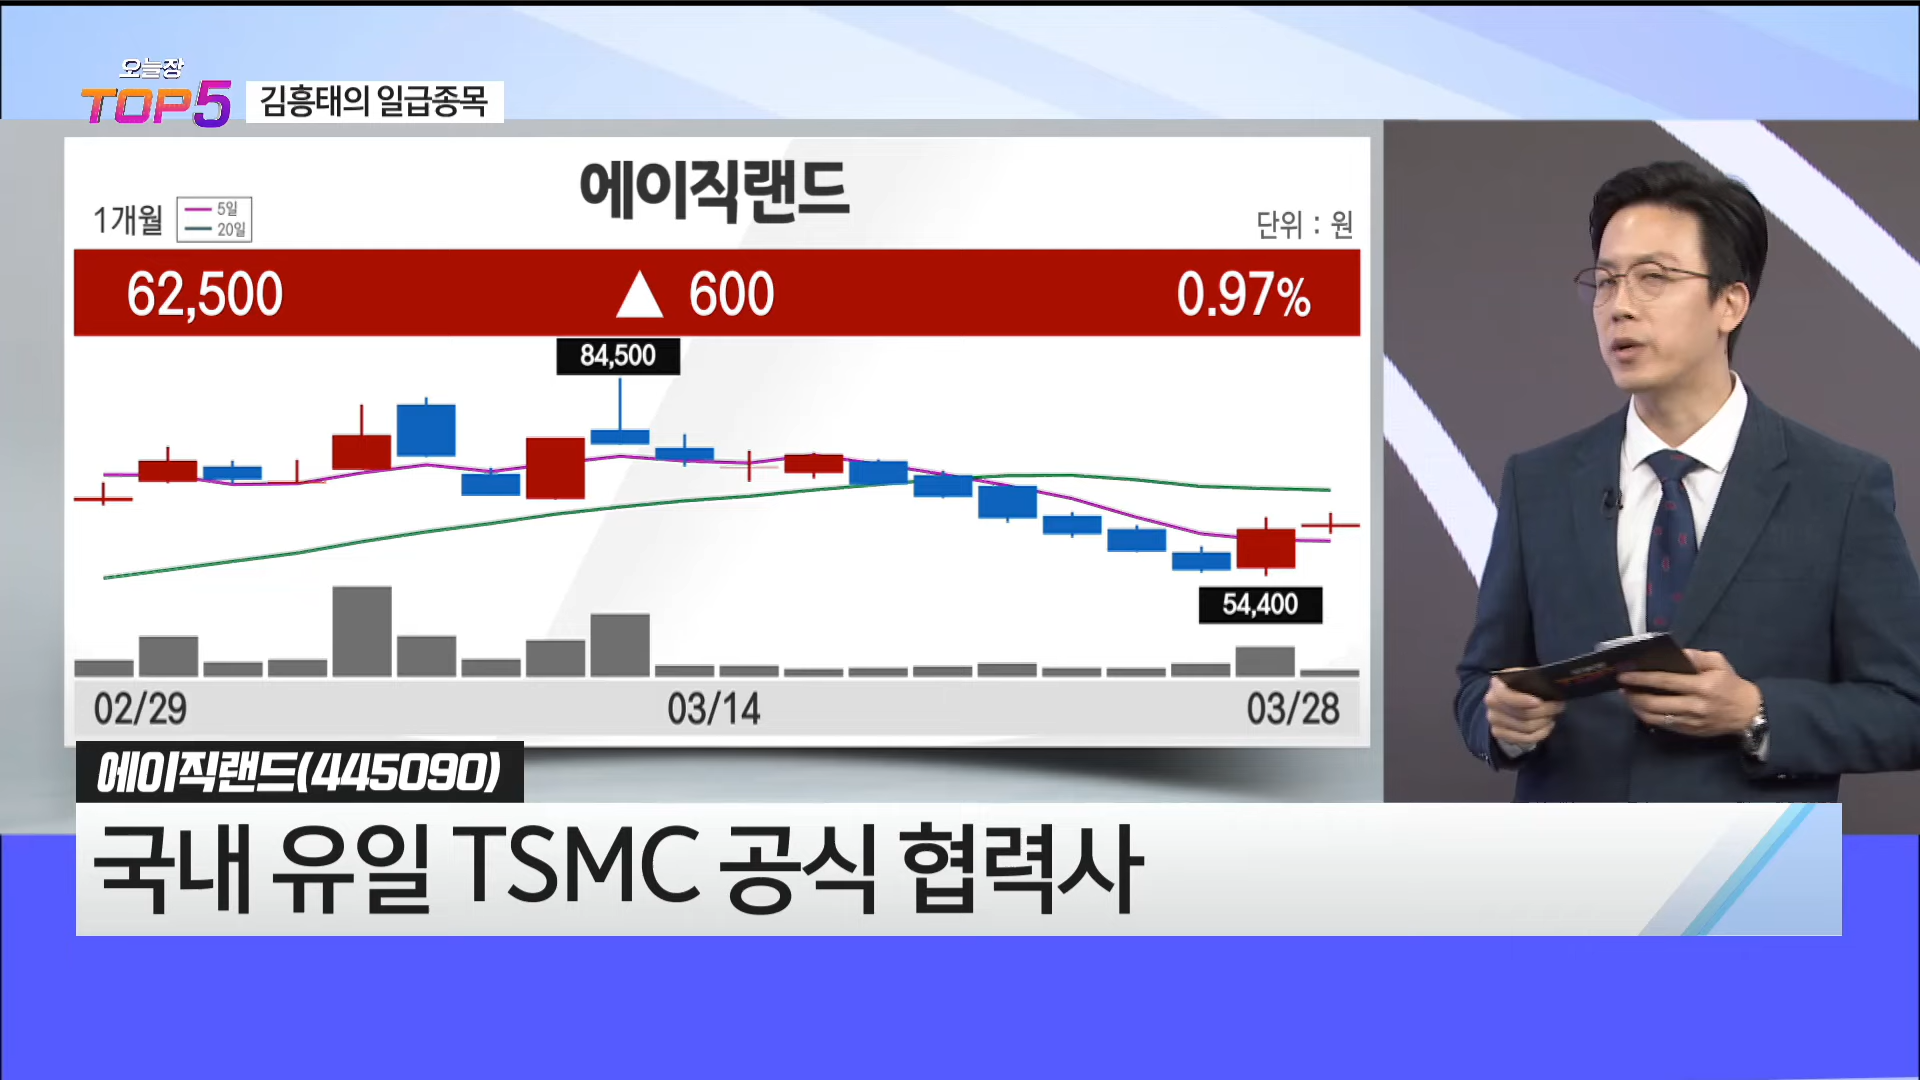 오늘장
TOP5
김흥태의 일급종목
에이직랜드
1개월
5일
20일
단위 : 원
62,500 ▲ 600 0.97%
84,500
54,400
02/29 03/14 03/28
에이직랜드(445090)
국내 유일 TSMC 공식 협력사